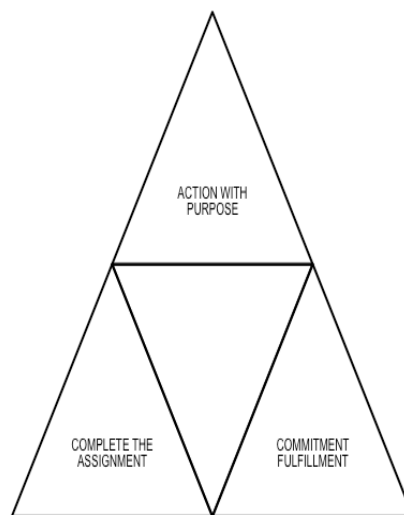 ACTION WITH
PURPOSE
COMPLETE THE
ASSIGNMENT
COMMITMENT
FULFILLMENT